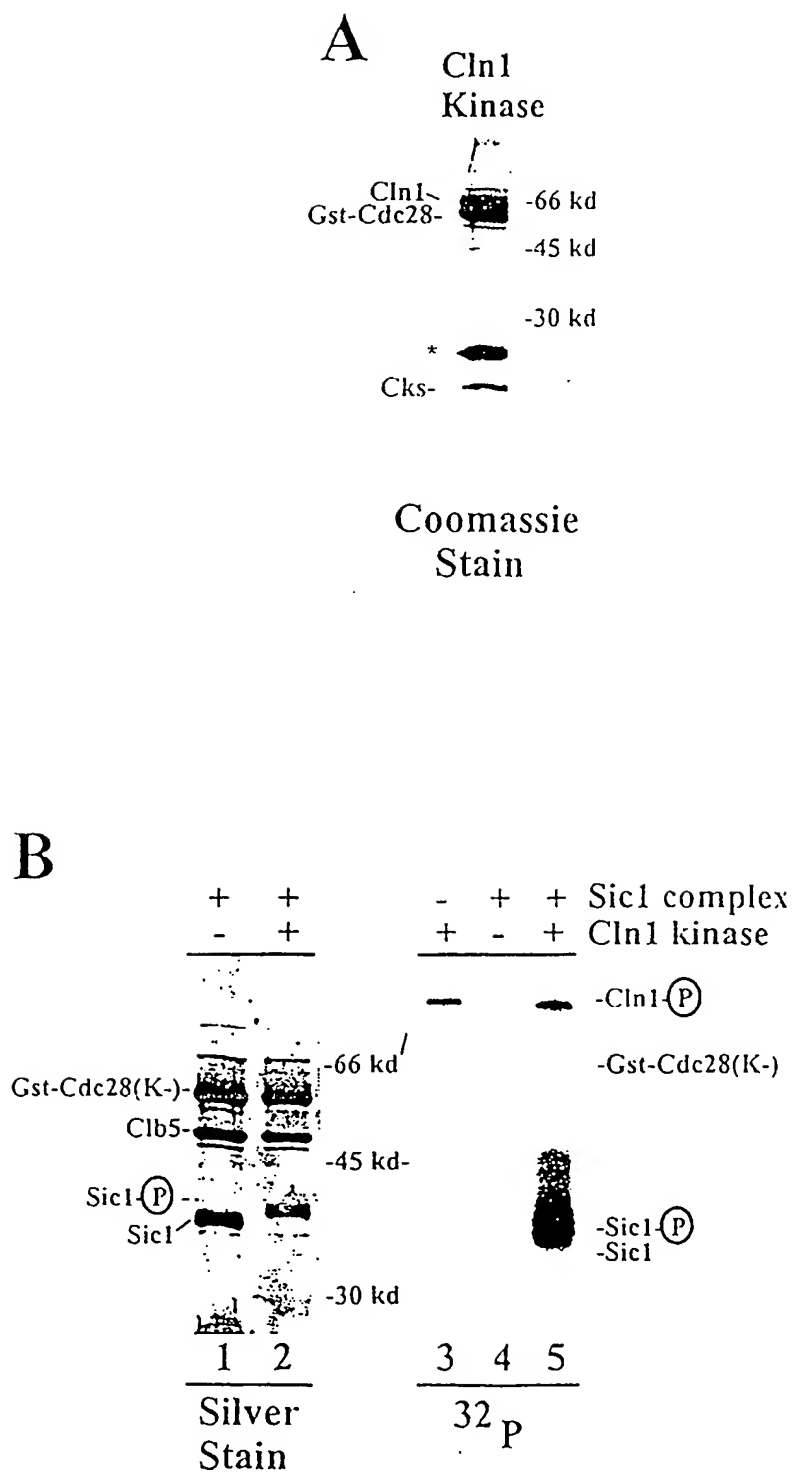 A
Cln1
Kinase
Cln1
Gst-Cdc28-
-66 kd
-45 kd
-30 kd
*
Cks-
Coomassie
Stain
B
+ + - + + Sic1 complex
- + + - + Cln1 kinase
-Cln1-Ⓟ
-66 kd
Gst-Cdc28(K-)-
-Gst-Cdc28(K-)
Clb5-
-45 kd-
Sic1-Ⓟ-
Sic1
-Sic1-Ⓟ
-Sic1
-30 kd
1 2 3 4 5
Silver
Stain
32P